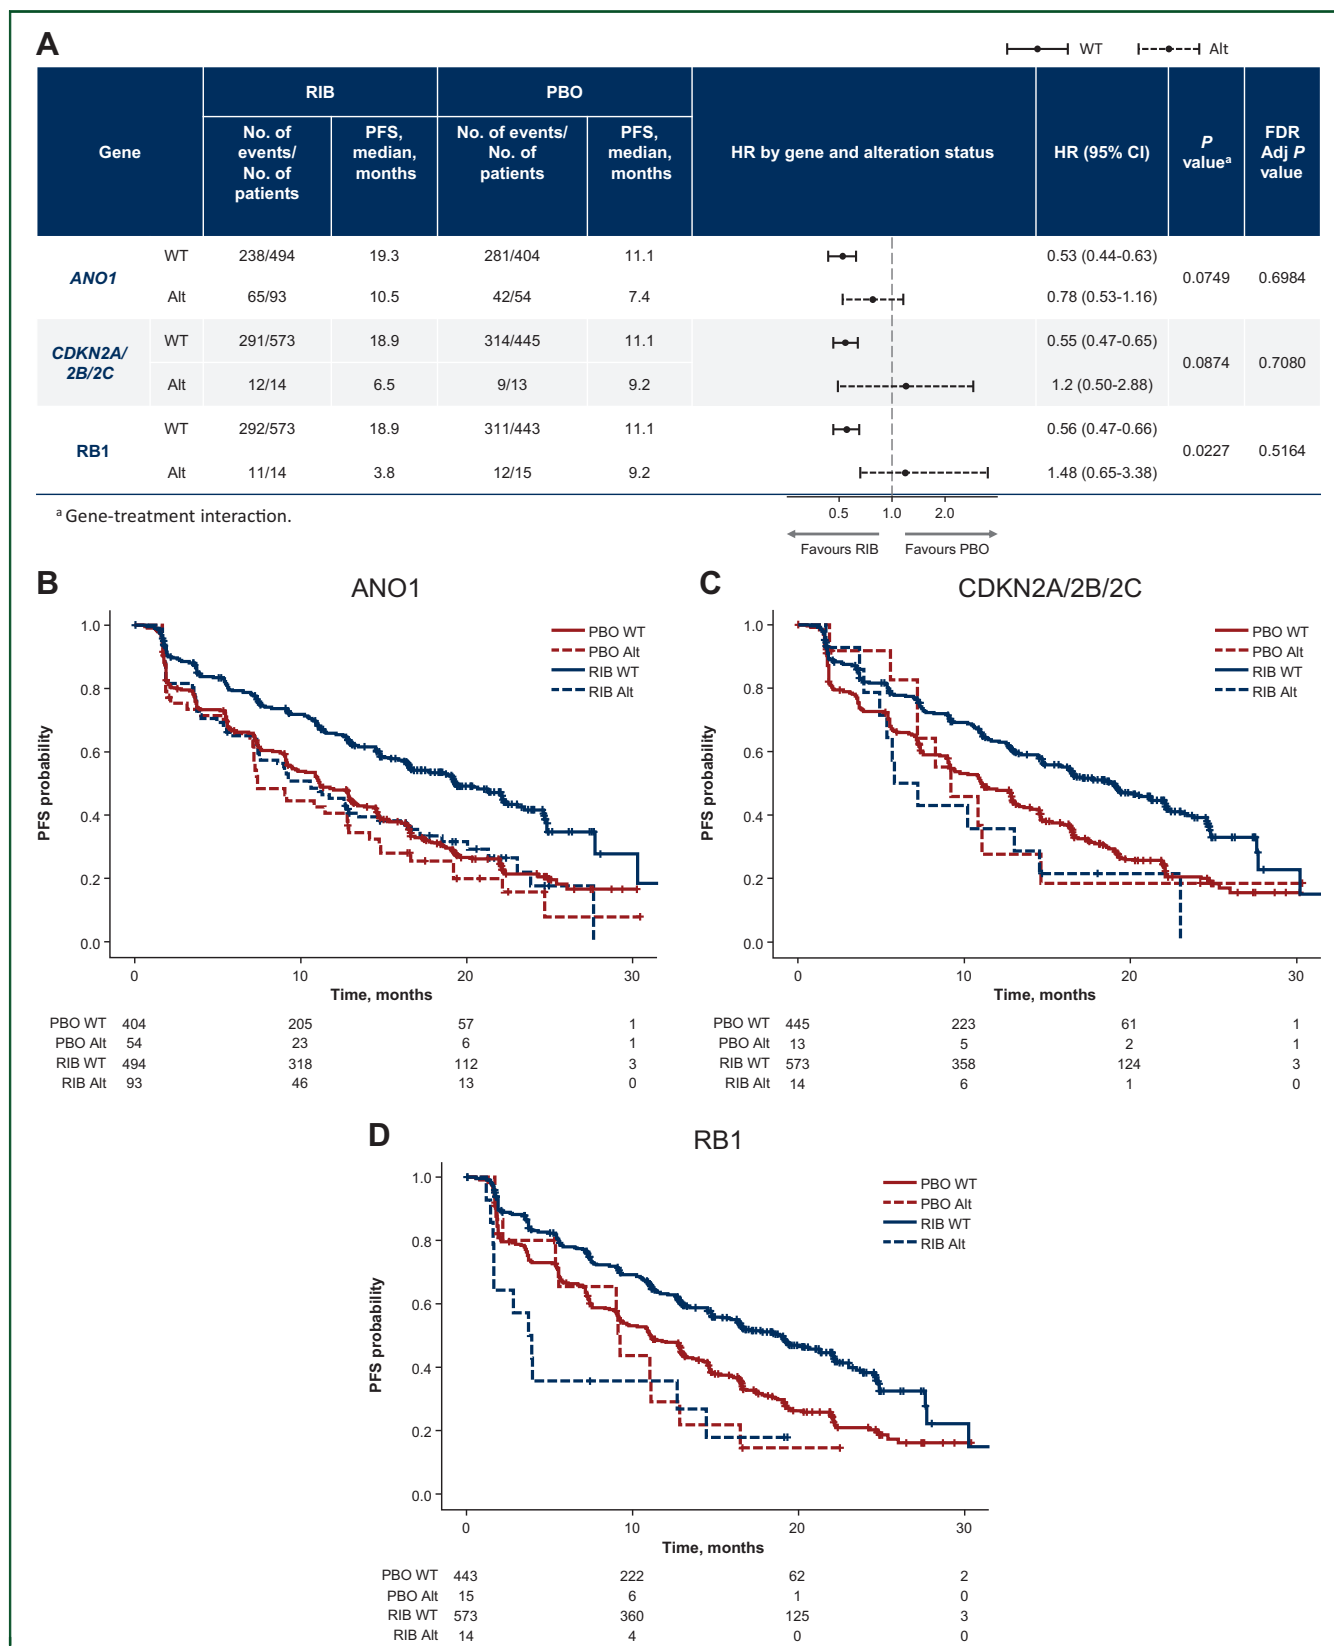 A
WT Alt
Gene RIB PBO HR by gene and alteration status HR (95% CI) P valueᵃ FDR Adj P value
No. of events/ No. of patients PFS, median, months No. of events/ No. of patients PFS, median, months
ANO1 WT 238/494 19.3 281/404 11.1 0.53 (0.44-0.63) 0.0749 0.6984
Alt 65/93 10.5 42/54 7.4 0.78 (0.53-1.16)
CDKN2A/2B/2C WT 291/573 18.9 314/445 11.1 0.55 (0.47-0.65) 0.0874 0.7080
Alt 12/14 6.5 9/13 9.2 1.2 (0.50-2.88)
RB1 WT 292/573 18.9 311/443 11.1 0.56 (0.47-0.66) 0.0227 0.5164
Alt 11/14 3.8 12/15 9.2 1.48 (0.65-3.38)
ᵃ Gene-treatment interaction.
0.5 1.0 2.0
Favours RIB Favours PBO
B
ANO1
PFS probability
1.0
0.8
0.6
0.4
0.2
0.0
PBO WT
PBO Alt
RIB WT
RIB Alt
0 10 20 30
Time, months
PBO WT 404 205 57 1
PBO Alt 54 23 6 1
RIB WT 494 318 112 3
RIB Alt 93 46 13 0
C
CDKN2A/2B/2C
PFS probability
1.0
0.8
0.6
0.4
0.2
0.0
PBO WT
PBO Alt
RIB WT
RIB Alt
0 10 20 30
Time, months
PBO WT 445 223 61 1
PBO Alt 13 5 2 1
RIB WT 573 358 124 3
RIB Alt 14 6 1 0
D
RB1
PFS probability
1.0
0.8
0.6
0.4
0.2
0.0
PBO WT
PBO Alt
RIB WT
RIB Alt
0 10 20 30
Time, months
PBO WT 443 222 62 2
PBO Alt 15 6 1 0
RIB WT 573 360 125 3
RIB Alt 14 4 0 0